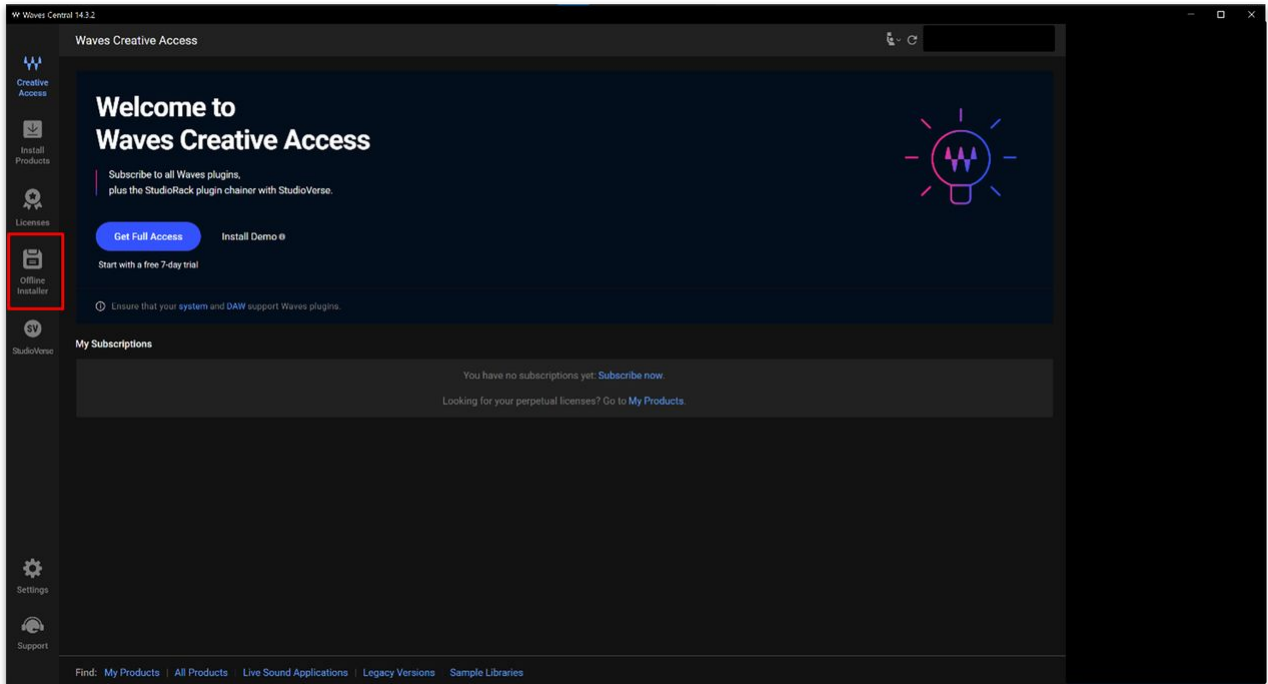 Waves Central 14.3.2
Waves Creative Access
Creative
Access
Install
Products
Licenses
Offline
Installer
SV
StudioVerse
Settings
Support
Welcome to
Waves Creative Access
Subscribe to all Waves plugins,
plus the StudioRack plugin chainer with StudioVerse.
Get Full Access Install Demo
Start with a free 7-day trial
Ensure that your system and DAW support Waves plugins.
My Subscriptions
You have no subscriptions yet. Subscribe now.
Looking for your perpetual licenses? Go to My Products.
Find: My Products | All Products | Live Sound Applications | Legacy Versions | Sample Libraries